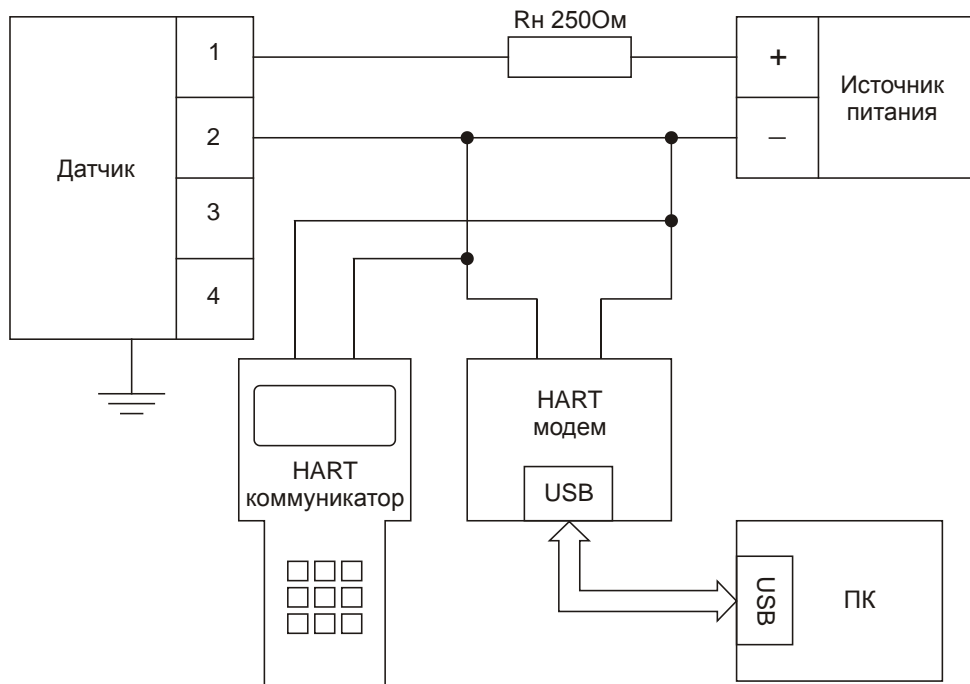 Rн 250Ом
1
+
Источник
питания
2
–
Датчик
3
4
HART
модем
HART
коммуникатор
USB
USB
ПК